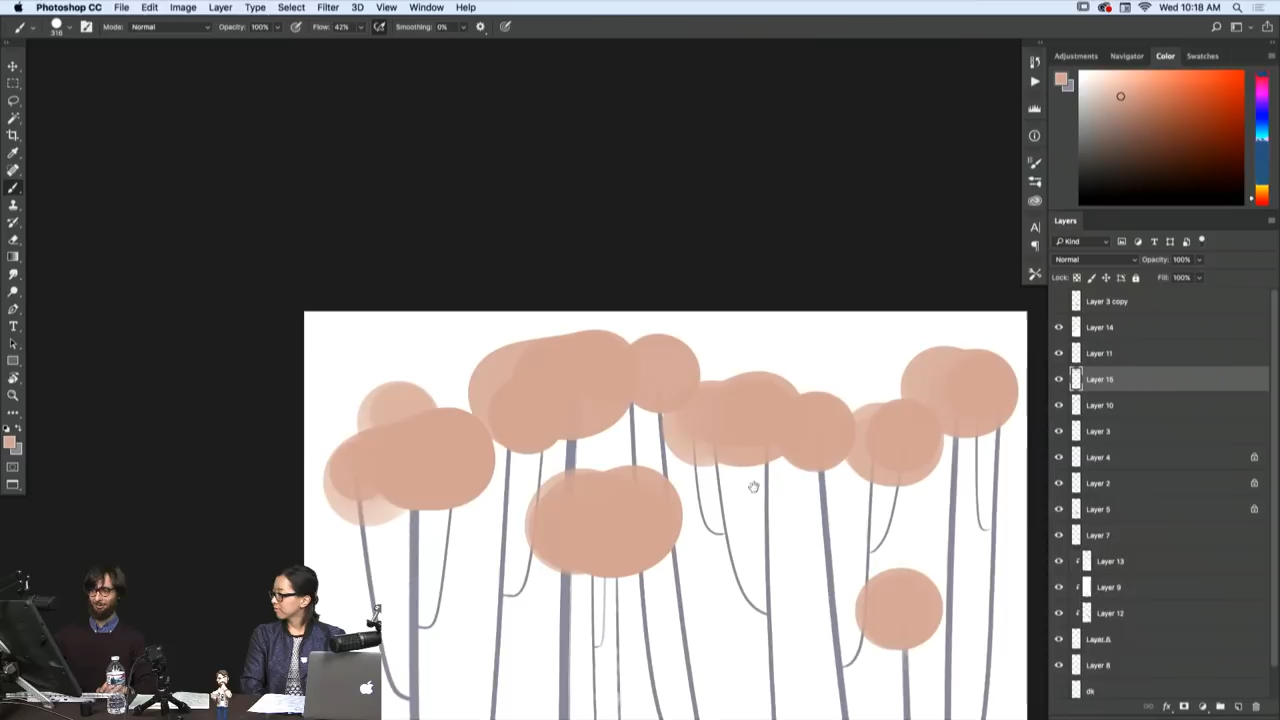 Photoshop CC File Edit Image Layer Type Select Filter 3D View Window Help Wed 10:18 AM
316 Mode: Normal Opacity: 100% Flow: 42% Smoothing: 0%
Adjustments Navigator Color Swatches
Layers
Kind
Normal Opacity: 100%
Lock: Fill: 100%
Layer 3 copy
Layer 14
Layer 11
Layer 15
Layer 10
Layer 3
Layer 4
Layer 2
Layer 5
Layer 7
Layer 13
Layer 9
Layer 12
Layer 6
Layer 8
dk